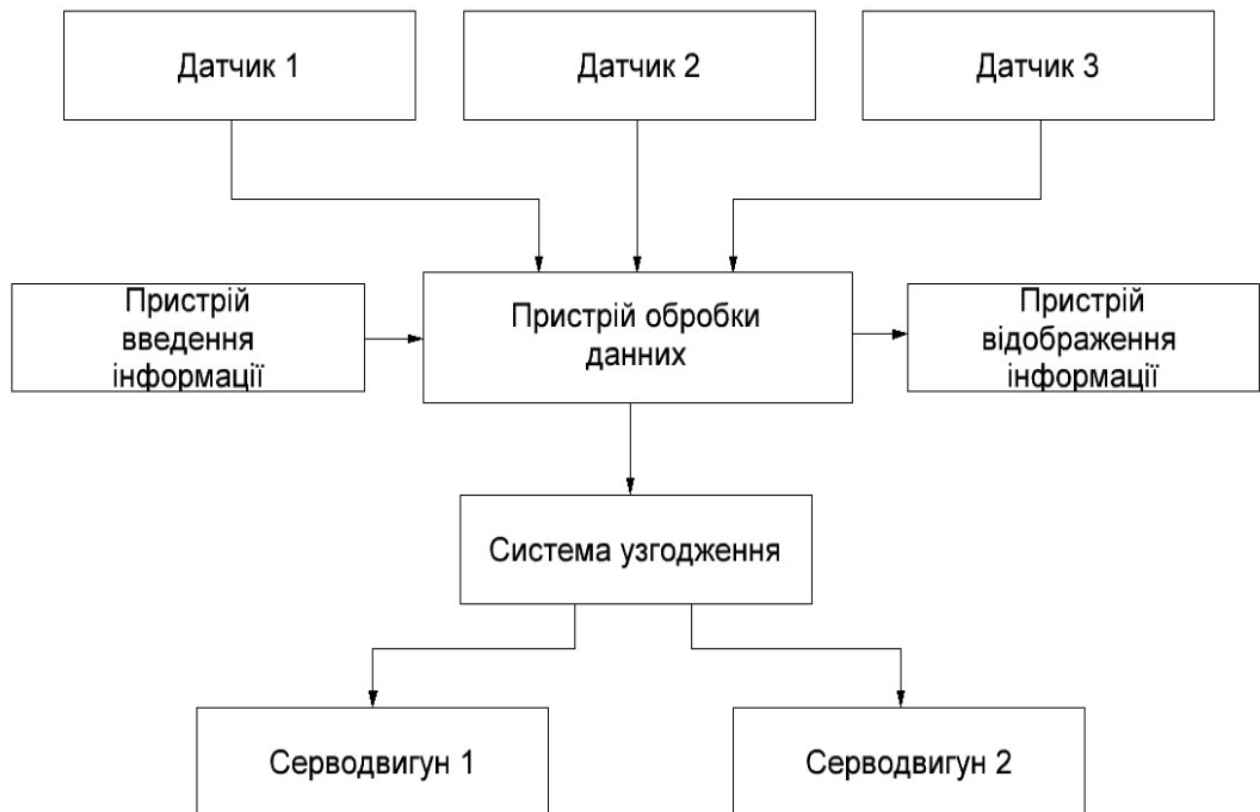 Датчик 1
Датчик 2
Датчик 3
Пристрій
введення
інформації
Пристрій обробки
данних
Пристрій
відображення
інформації
Система узгодження
Серводвигун 1
Серводвигун 2